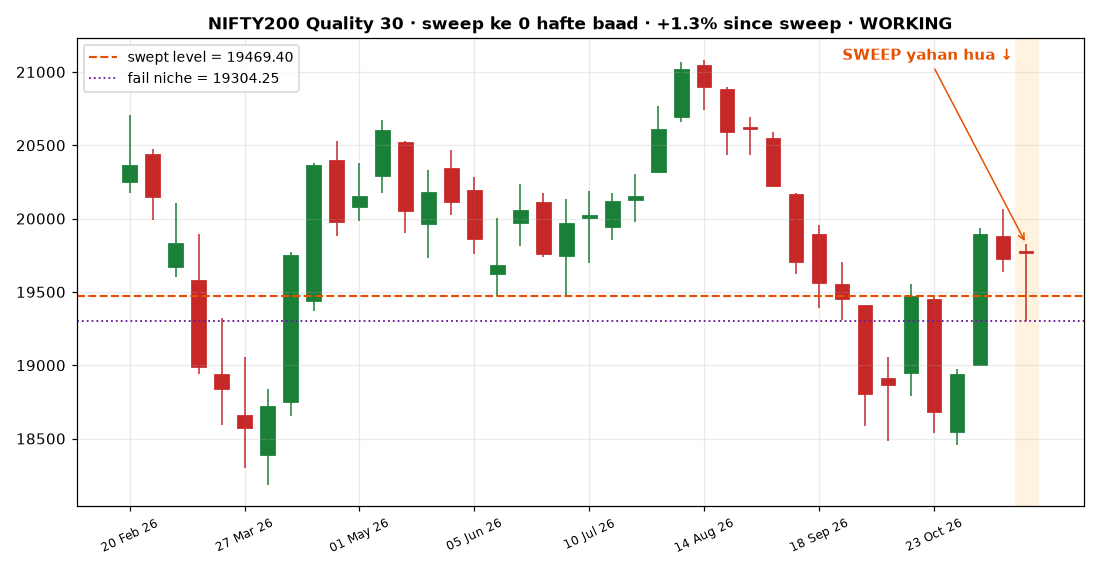 NIFTY200 Quality 30 · sweep ke 0 hafte baad · +1.3% since sweep · WORKING
swept level = 19469.40
fail niche = 19304.25
SWEEP yahan hua ↓
21000
20500
20000
19500
19000
18500
20 Feb 26
27 Mar 26
01 May 26
05 Jun 26
10 Jul 26
14 Aug 26
18 Sep 26
23 Oct 26